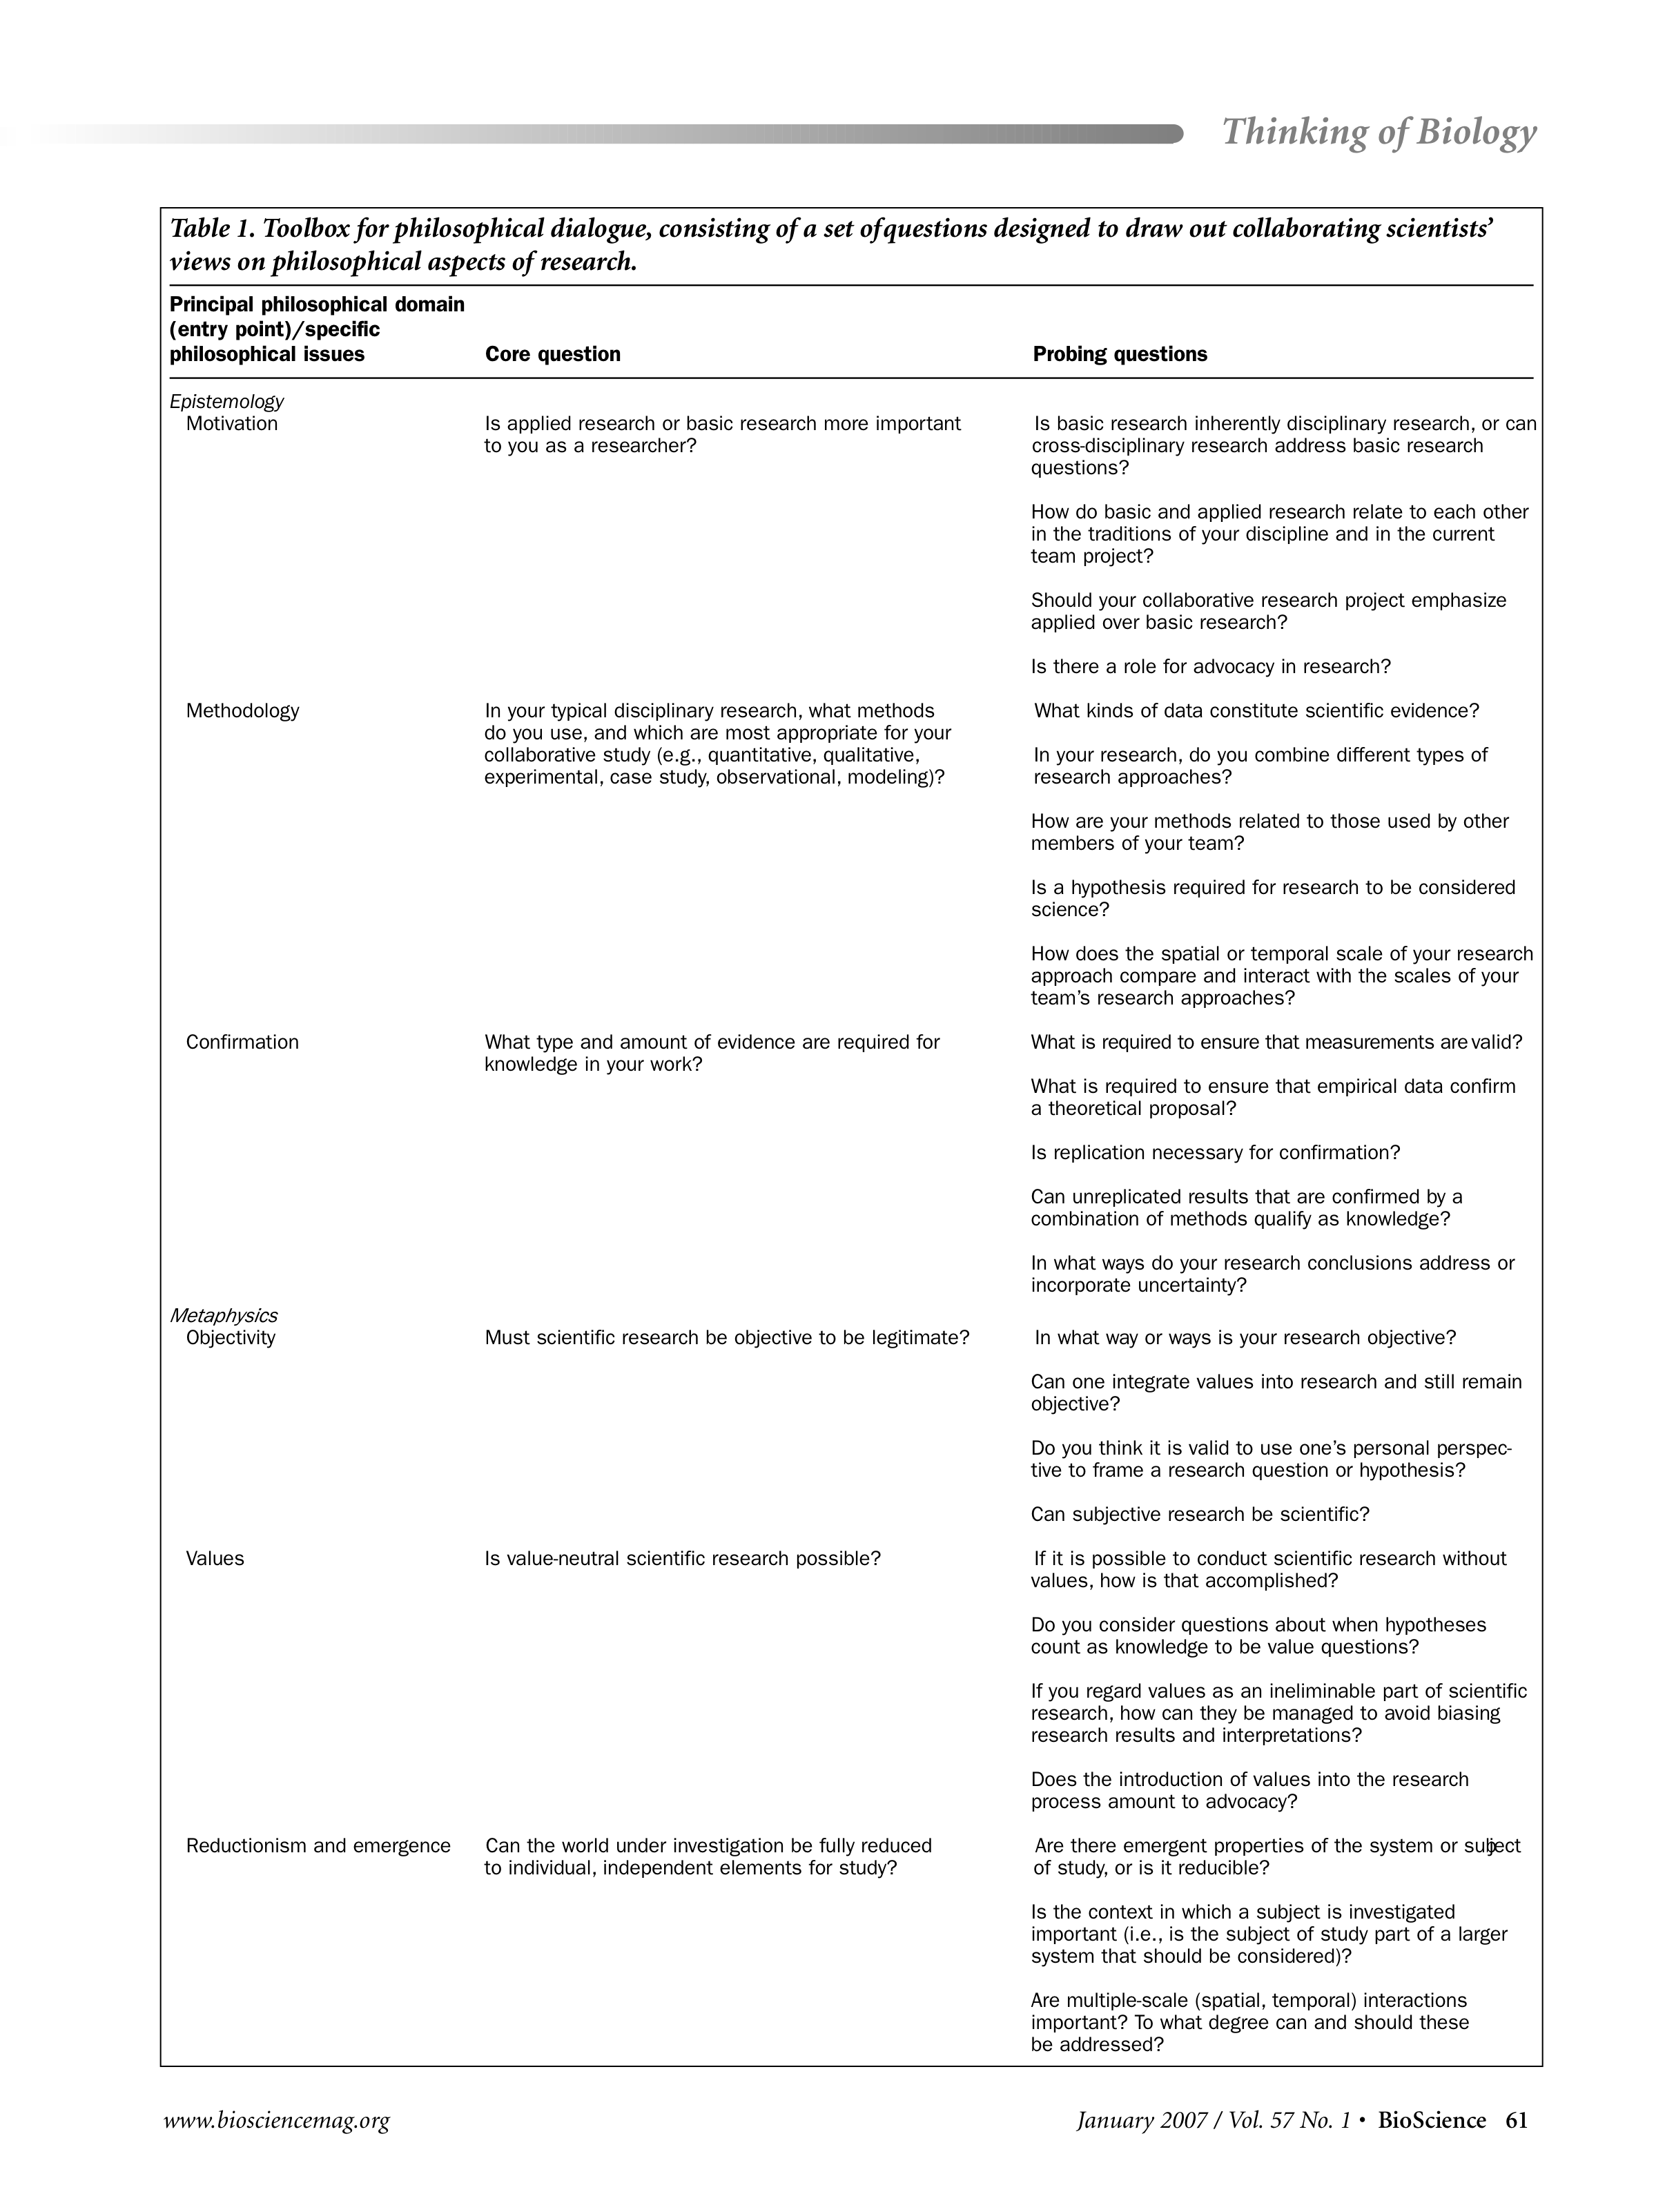 Thinking of Biology
Table 1. Toolbox for philosophical dialogue, consisting of a set of questions designed to draw out collaborating scientists’
views on philosophical aspects of research.
Principal philosophical domain
(entry point)/specific
philosophical issues
Core question
Probing questions
Epistemology
Motivation
Is applied research or basic research more important
to you as a researcher?
Is basic research inherently disciplinary research, or can
cross-disciplinary research address basic research
questions?
How do basic and applied research relate to each other
in the traditions of your discipline and in the current
team project?
Should your collaborative research project emphasize
applied over basic research?
Is there a role for advocacy in research?
Methodology
In your typical disciplinary research, what methods
do you use, and which are most appropriate for your
collaborative study (e.g., quantitative, qualitative,
experimental, case study, observational, modeling)?
What kinds of data constitute scientific evidence?
In your research, do you combine different types of
research approaches?
How are your methods related to those used by other
members of your team?
Is a hypothesis required for research to be considered
science?
How does the spatial or temporal scale of your research
approach compare and interact with the scales of your
team’s research approaches?
Confirmation
What type and amount of evidence are required for
knowledge in your work?
What is required to ensure that measurements are valid?
What is required to ensure that empirical data confirm
a theoretical proposal?
Is replication necessary for confirmation?
Can unreplicated results that are confirmed by a
combination of methods qualify as knowledge?
In what ways do your research conclusions address or
incorporate uncertainty?
Metaphysics
Objectivity
Must scientific research be objective to be legitimate?
In what way or ways is your research objective?
Can one integrate values into research and still remain
objective?
Do you think it is valid to use one’s personal perspec-
tive to frame a research question or hypothesis?
Can subjective research be scientific?
Values
Is value-neutral scientific research possible?
If it is possible to conduct scientific research without
values, how is that accomplished?
Do you consider questions about when hypotheses
count as knowledge to be value questions?
If you regard values as an ineliminable part of scientific
research, how can they be managed to avoid biasing
research results and interpretations?
Does the introduction of values into the research
process amount to advocacy?
Reductionism and emergence
Can the world under investigation be fully reduced
to individual, independent elements for study?
Are there emergent properties of the system or subject
of study, or is it reducible?
Is the context in which a subject is investigated
important (i.e., is the subject of study part of a larger
system that should be considered)?
Are multiple-scale (spatial, temporal) interactions
important? To what degree can and should these
be addressed?
www.biosciencemag.org
January 2007 / Vol. 57 No. 1 • BioScience 61